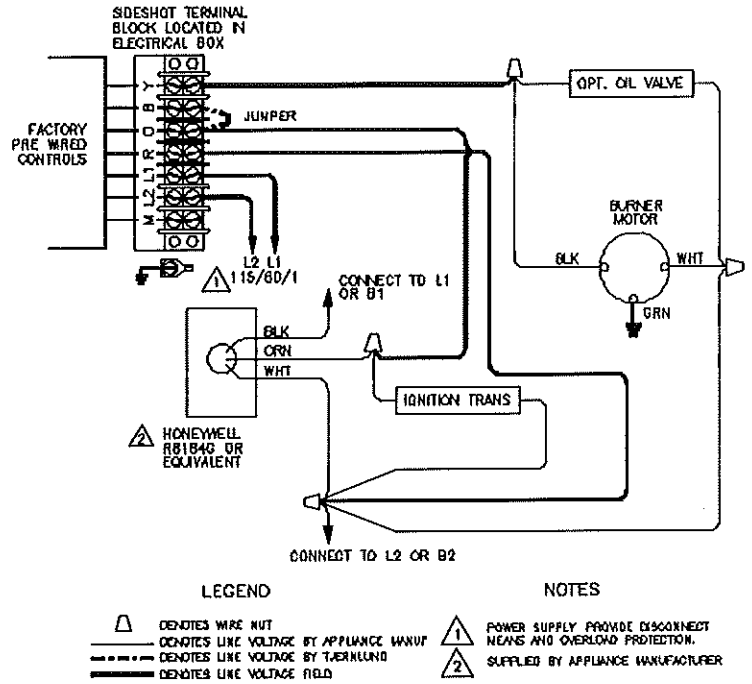 SIDESHOT TERMINAL
BLOCK LOCATED IN
ELECTRICAL BOX
FACTORY
PRE WIRED
CONTROLS
Y
B
O
R
L1
L2
M
JUMPER
OPT. OIL VALVE
BURNER
MOTOR
BLK
WHT
GRN
L2 L1
1
115/60/1
CONNECT TO L1
OR B1
BLK
ORN
WHT
IGNITION TRANS
2
HONEYWELL
R8184G OR
EQUIVALENT
CONNECT TO L2 OR B2
LEGEND
DENOTES WIRE NUT
DENOTES LINE VOLTAGE BY APPLIANCE MANUF
DENOTES LINE VOLTAGE BY TJERNLUND
DENOTES LINE VOLTAGE FIELD
NOTES
1
POWER SUPPLY PROVIDE DISCONNECT
MEANS AND OVERLOAD PROTECTION.
2
SUPPLIED BY APPLIANCE MANUFACTURER